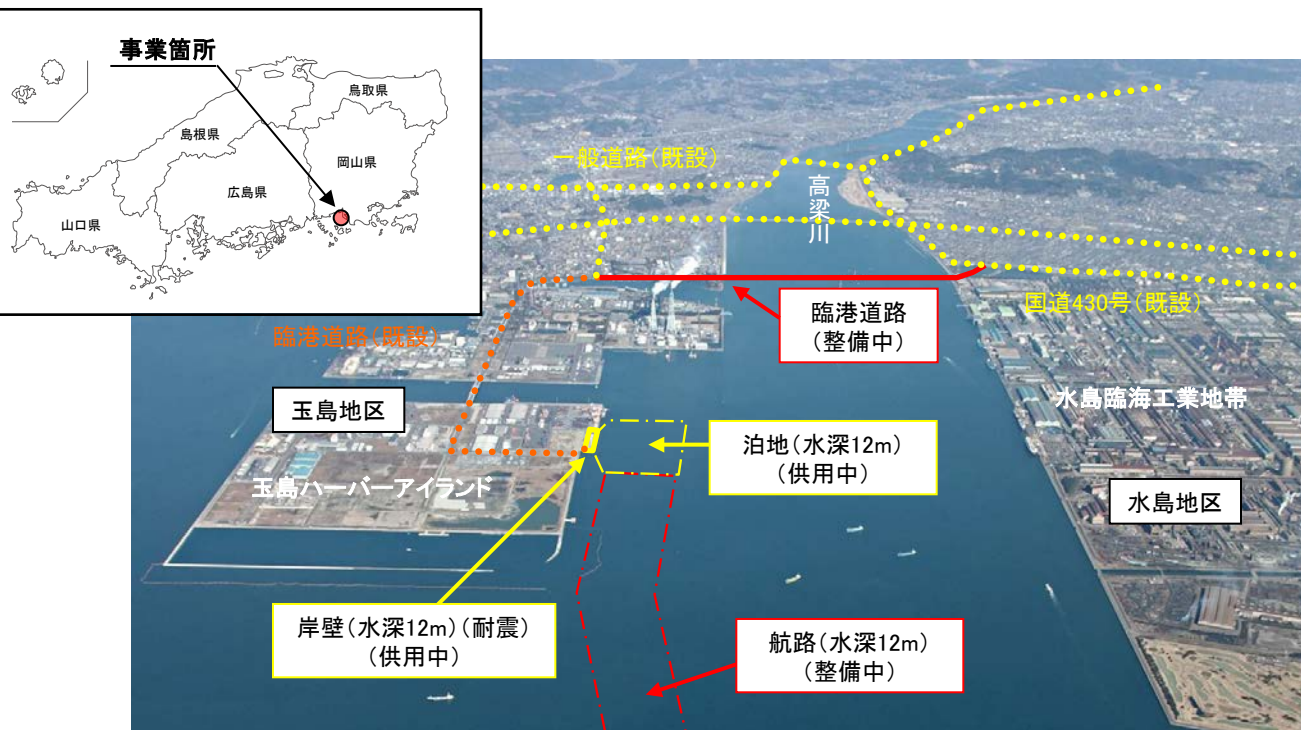 事業箇所
鳥取県
島根県
岡山県
広島県
山口県
一般道路(既設)
高梁川
国道430号(既設)
臨港道路
(整備中)
臨港道路(既設)
玉島地区
水島臨海工業地帯
泊地(水深12m)
(供用中)
玉島ハーバーアイランド
水島地区
岸壁(水深12m)(耐震)
(供用中)
航路(水深12m)
(整備中)